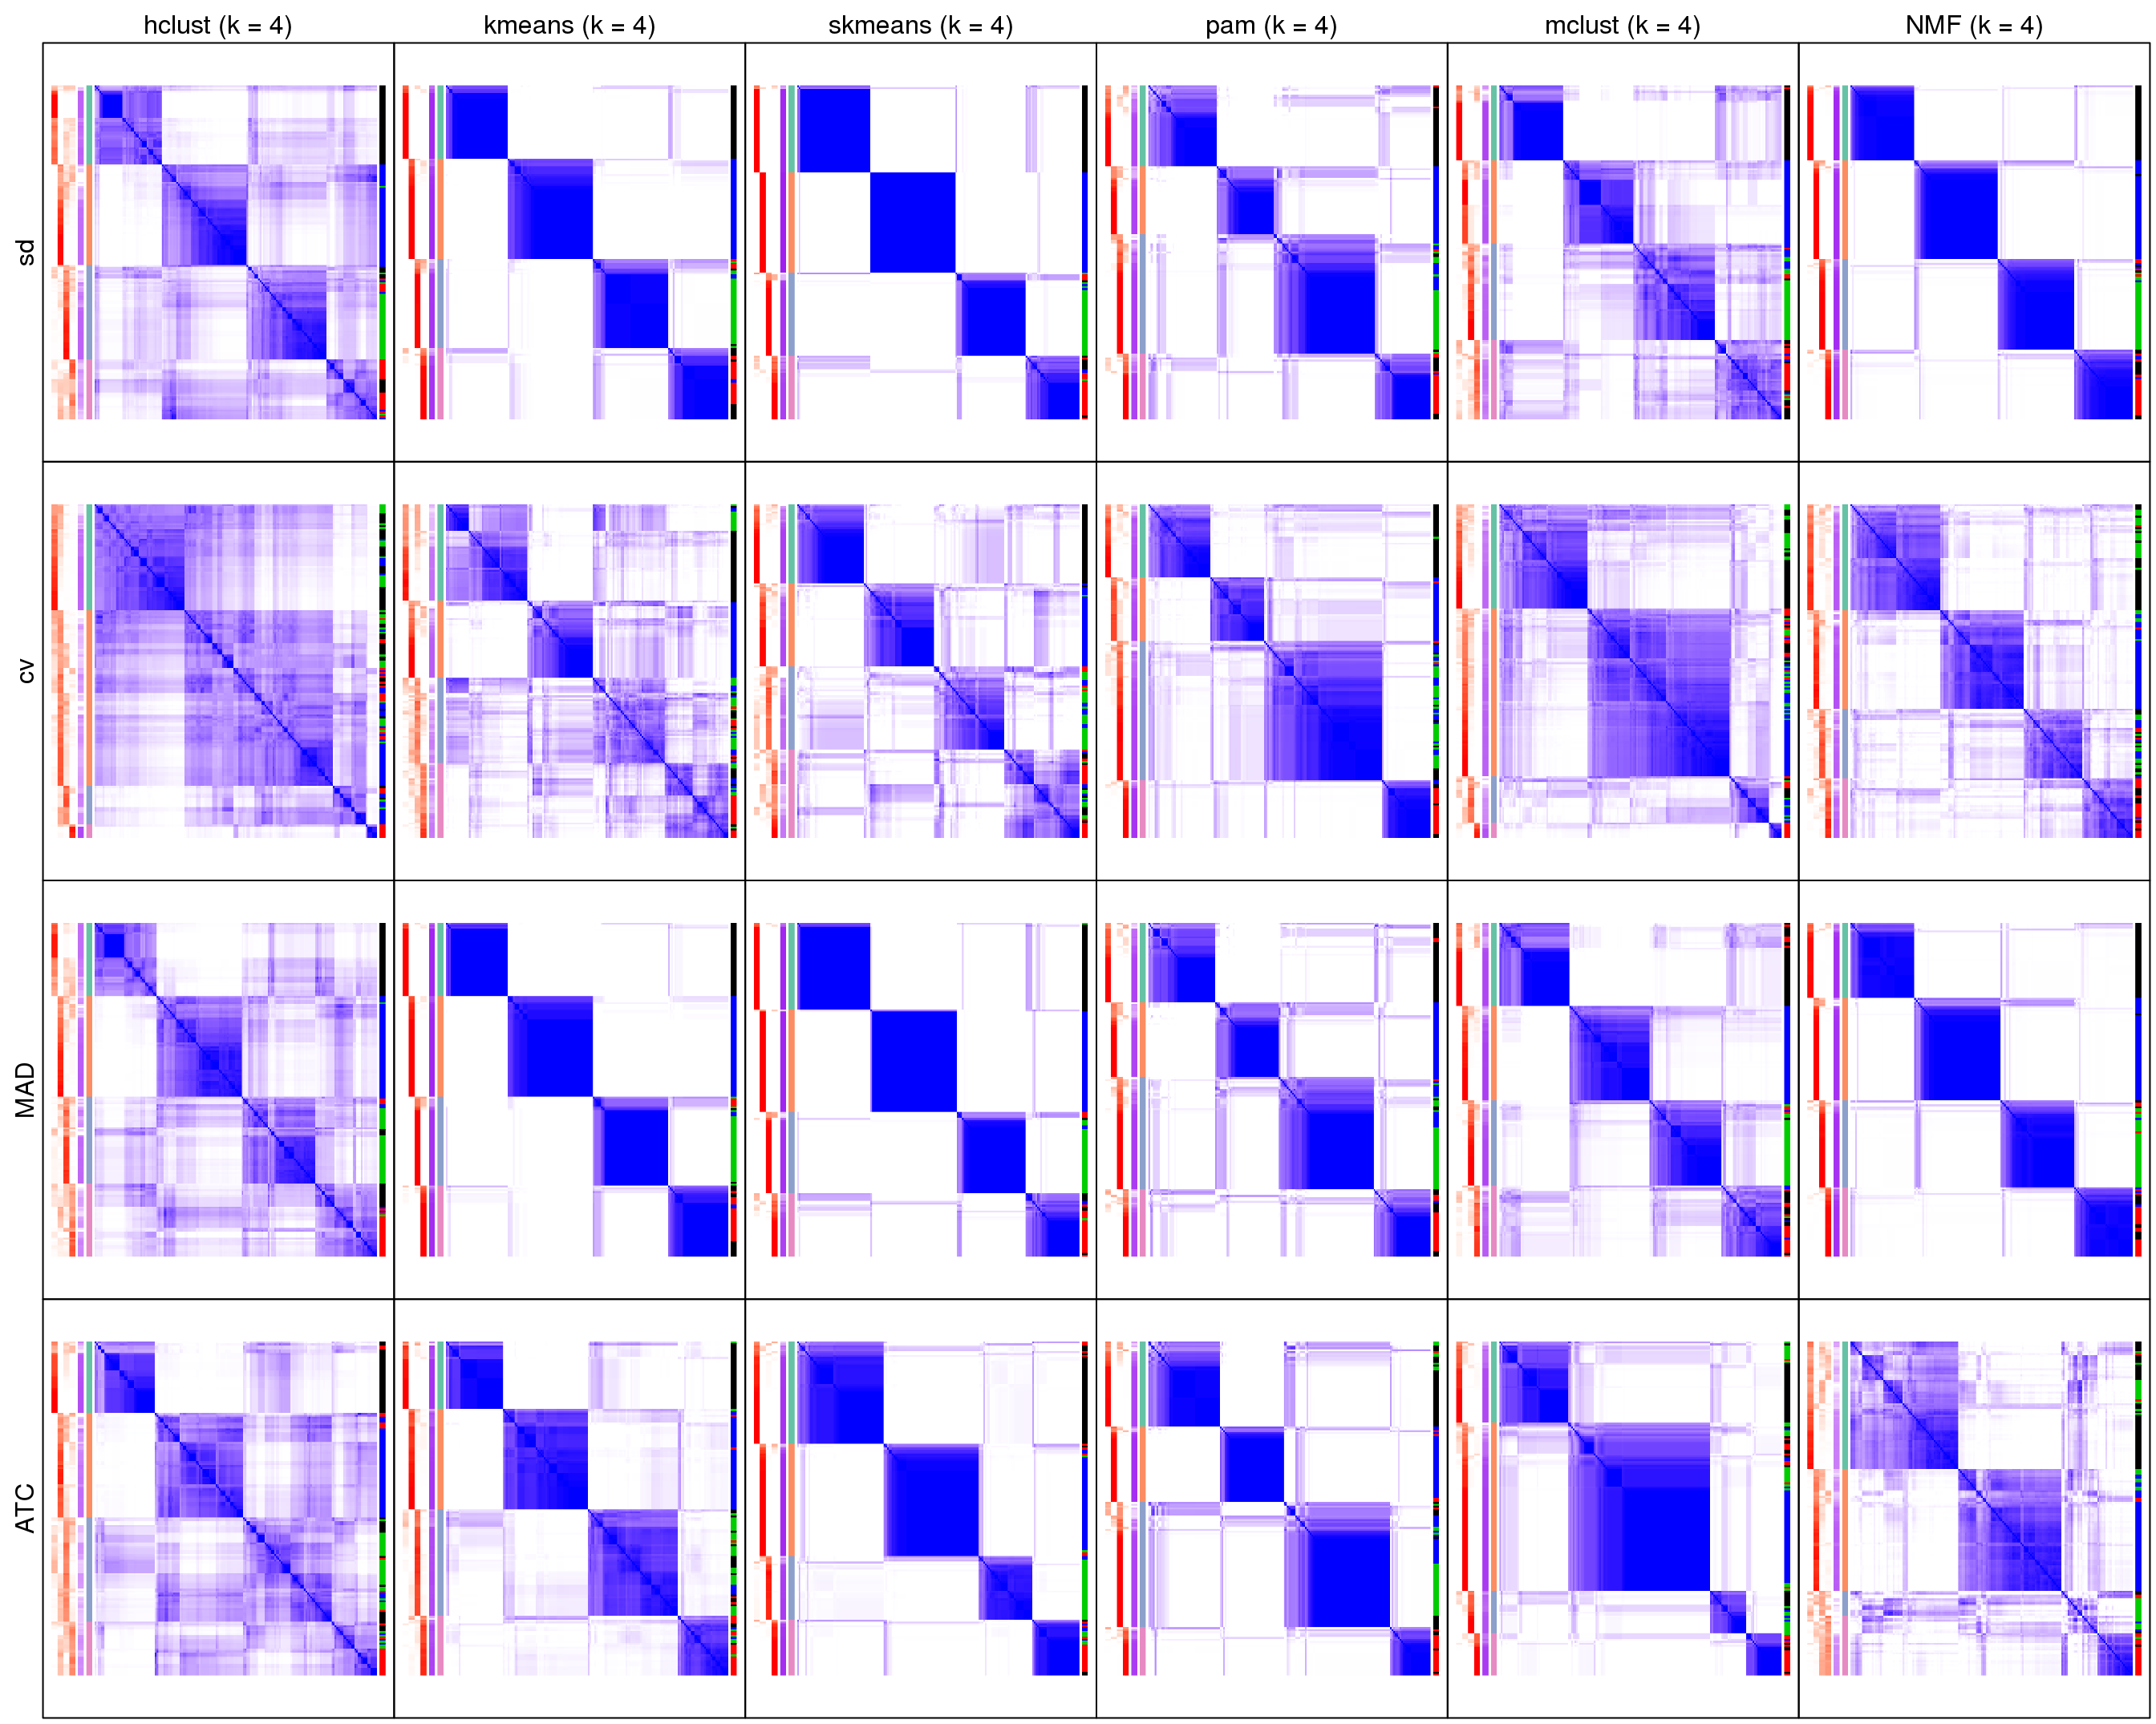 hclust (k = 4)
kmeans (k = 4)
skmeans (k = 4)
pam (k = 4)
mclust (k = 4)
NMF (k = 4)
sd
cv
MAD
ATC